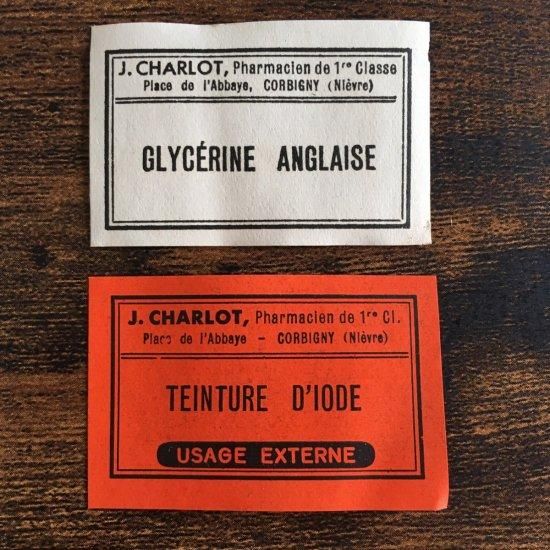 J. CHARLOT, Pharmacien de 1re Classe
Place de l'Abbaye, CORBIGNY (Nièvre)
GLYCÉRINE ANGLAISE
J. CHARLOT, Pharmacien de 1re Cl.
Place de l'Abbaye - CORBIGNY (Nièvre)
TEINTURE D'IODE
USAGE EXTERNE